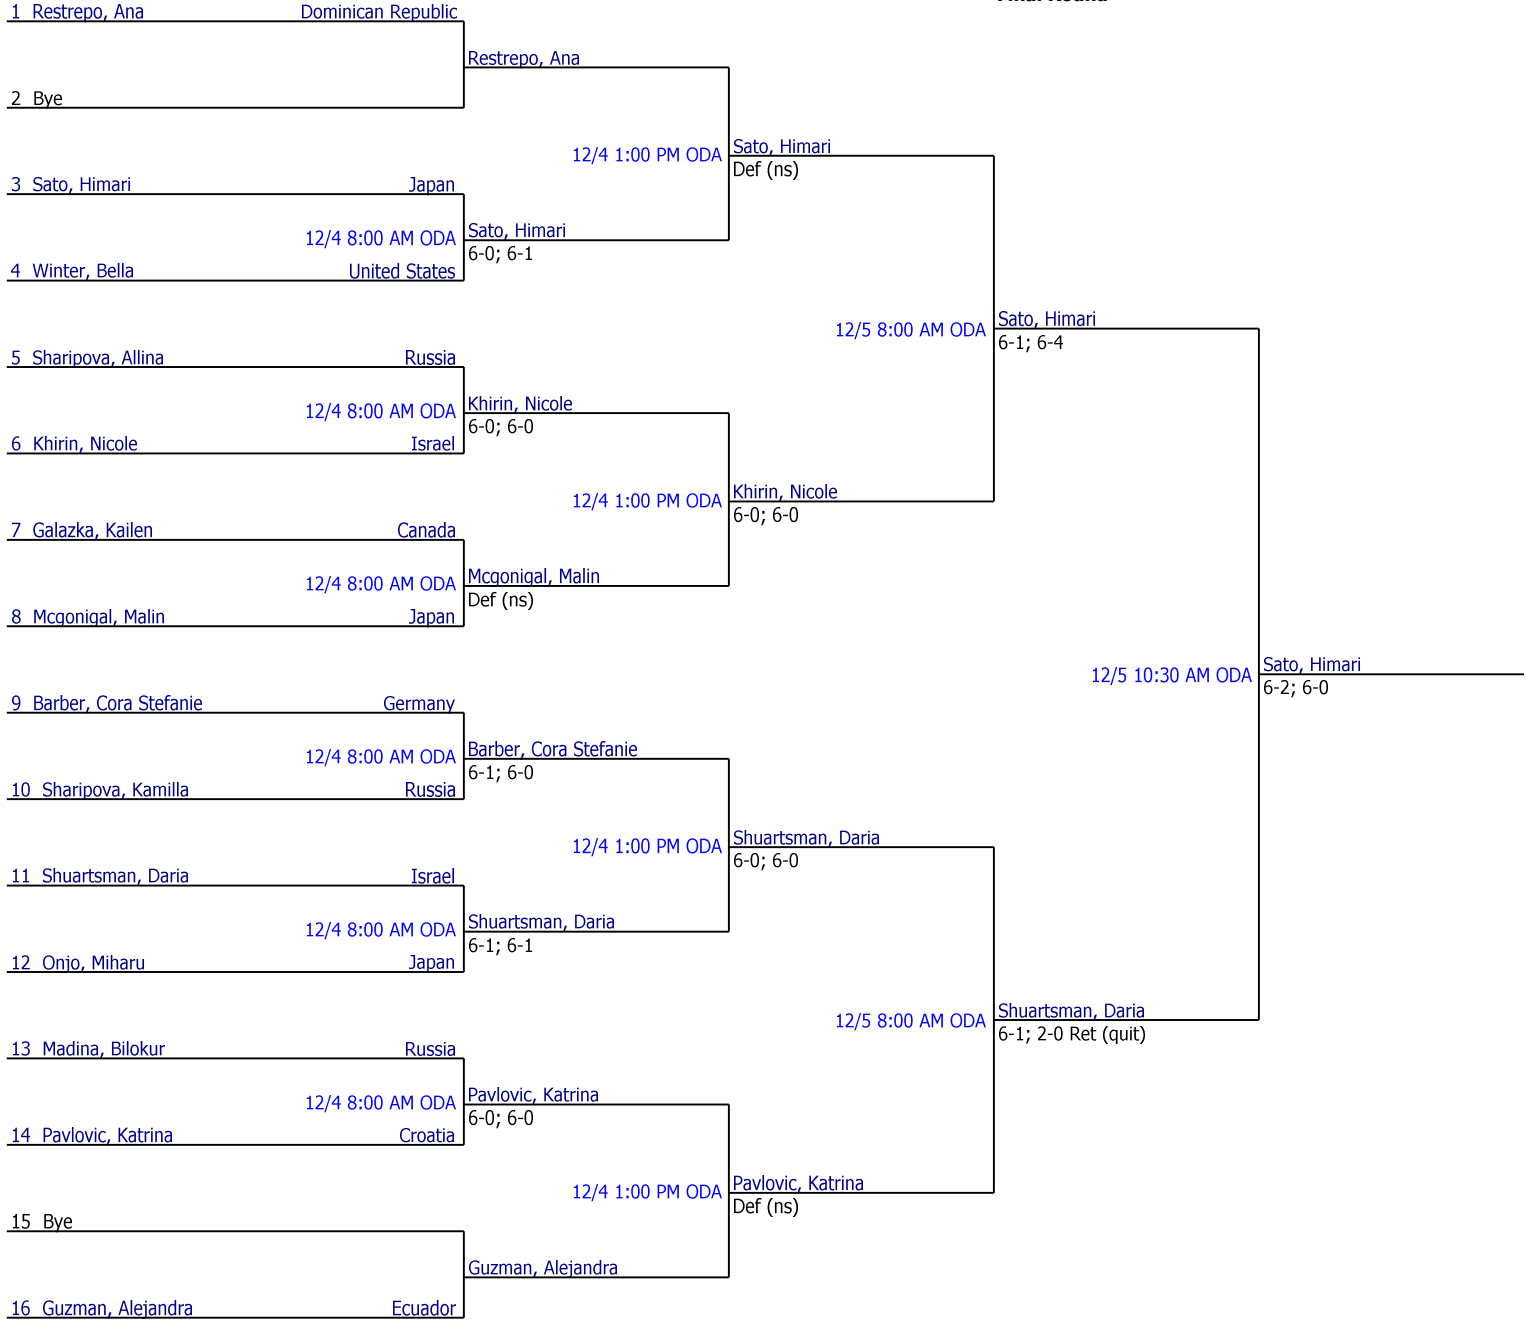 1 Restrepo, Ana Dominican Republic
Restrepo, Ana
2 Bye
12/4 1:00 PM ODA Sato, Himari
Def (ns)
3 Sato, Himari Japan
12/4 8:00 AM ODA Sato, Himari
6-0; 6-1
4 Winter, Bella United States
12/5 8:00 AM ODA Sato, Himari
6-1; 6-4
5 Sharipova, Allina Russia
12/4 8:00 AM ODA Khirin, Nicole
6-0; 6-0
6 Khirin, Nicole Israel
12/4 1:00 PM ODA Khirin, Nicole
6-0; 6-0
7 Galazka, Kailen Canada
12/4 8:00 AM ODA Mcgonigal, Malin
Def (ns)
8 Mcgonigal, Malin Japan
12/5 10:30 AM ODA Sato, Himari
6-2; 6-0
9 Barber, Cora Stefanie Germany
12/4 8:00 AM ODA Barber, Cora Stefanie
6-1; 6-0
10 Sharipova, Kamilla Russia
12/4 1:00 PM ODA Shuartsman, Daria
6-0; 6-0
11 Shuartsman, Daria Israel
12/4 8:00 AM ODA Shuartsman, Daria
6-1; 6-1
12 Onjo, Miharu Japan
12/5 8:00 AM ODA Shuartsman, Daria
6-1; 2-0 Ret (quit)
13 Madina, Bilokur Russia
12/4 8:00 AM ODA Pavlovic, Katrina
6-0; 6-0
14 Pavlovic, Katrina Croatia
12/4 1:00 PM ODA Pavlovic, Katrina
Def (ns)
15 Bye
Guzman, Alejandra
16 Guzman, Alejandra Ecuador